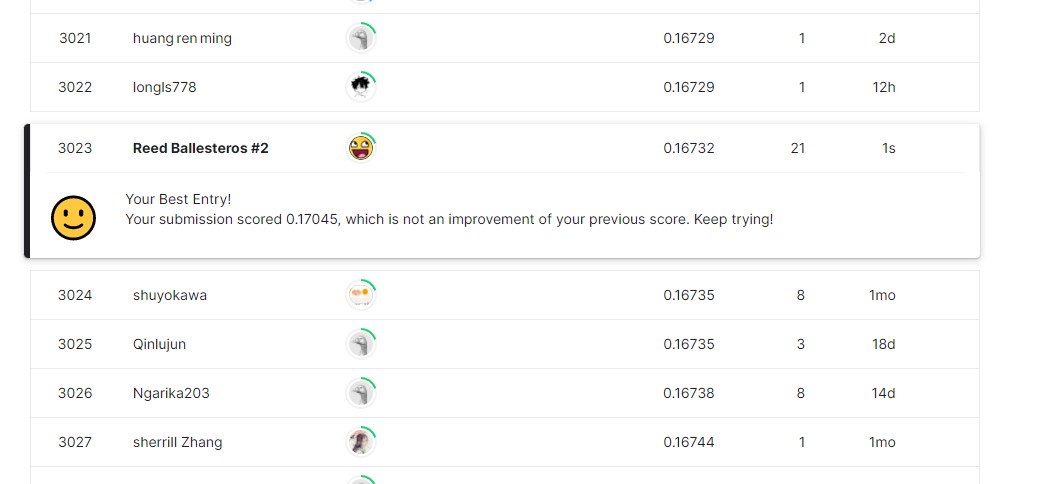 3021 huang ren ming 0.16729 1 2d
3022 longls778 0.16729 1 12h
3023 Reed Ballesteros #2 0.16732 21 1s
Your Best Entry!
Your submission scored 0.17045, which is not an improvement of your previous score. Keep trying!
3024 shuyokawa 0.16735 8 1mo
3025 Qinlujun 0.16735 3 18d
3026 Ngarika203 0.16738 8 14d
3027 sherrill Zhang 0.16744 1 1mo